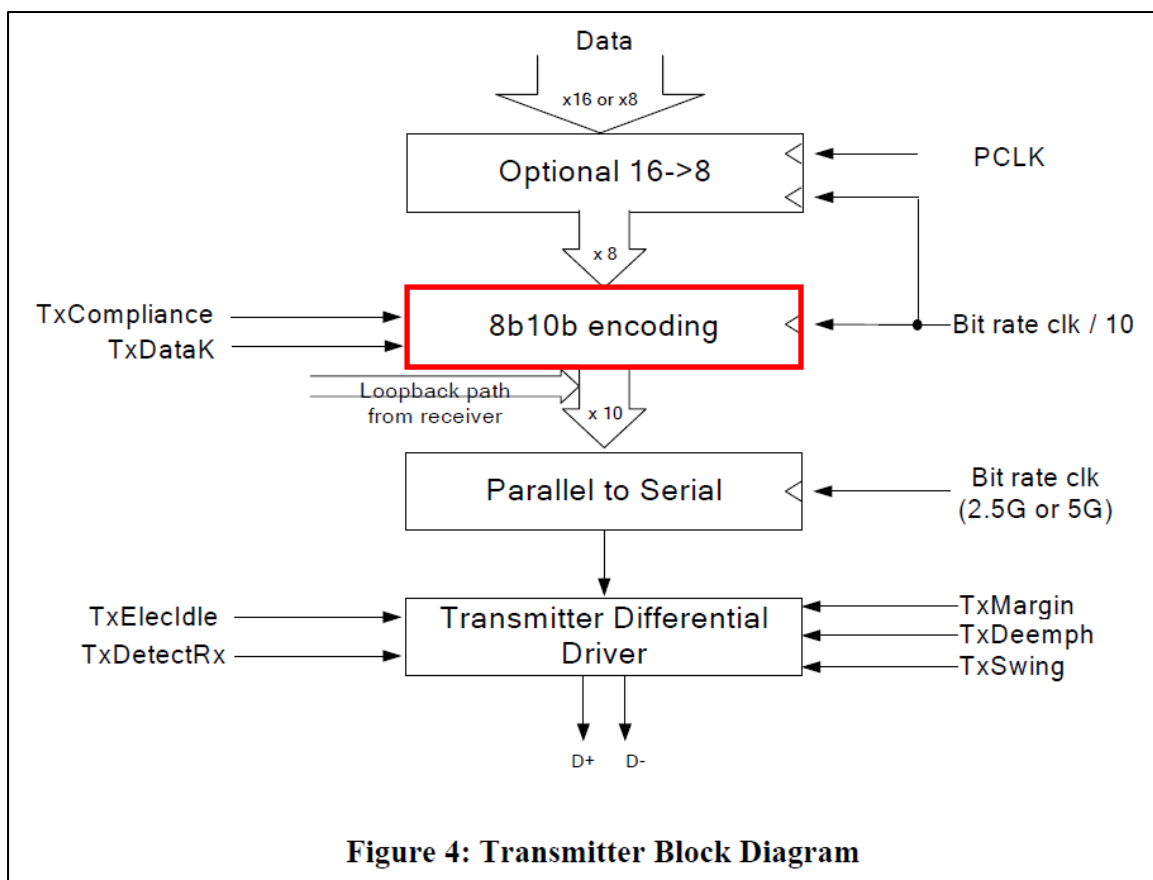 Data
x16 or x8
Optional 16->8
PCLK
x 8
TxCompliance
TxDataK
8b10b encoding
Bit rate clk / 10
Loopback path
from receiver
x 10
Parallel to Serial
Bit rate clk
(2.5G or 5G)
TxElecIdle
TxDetectRx
Transmitter Differential
Driver
TxMargin
TxDeemph
TxSwing
D+ D-
Figure 4: Transmitter Block Diagram